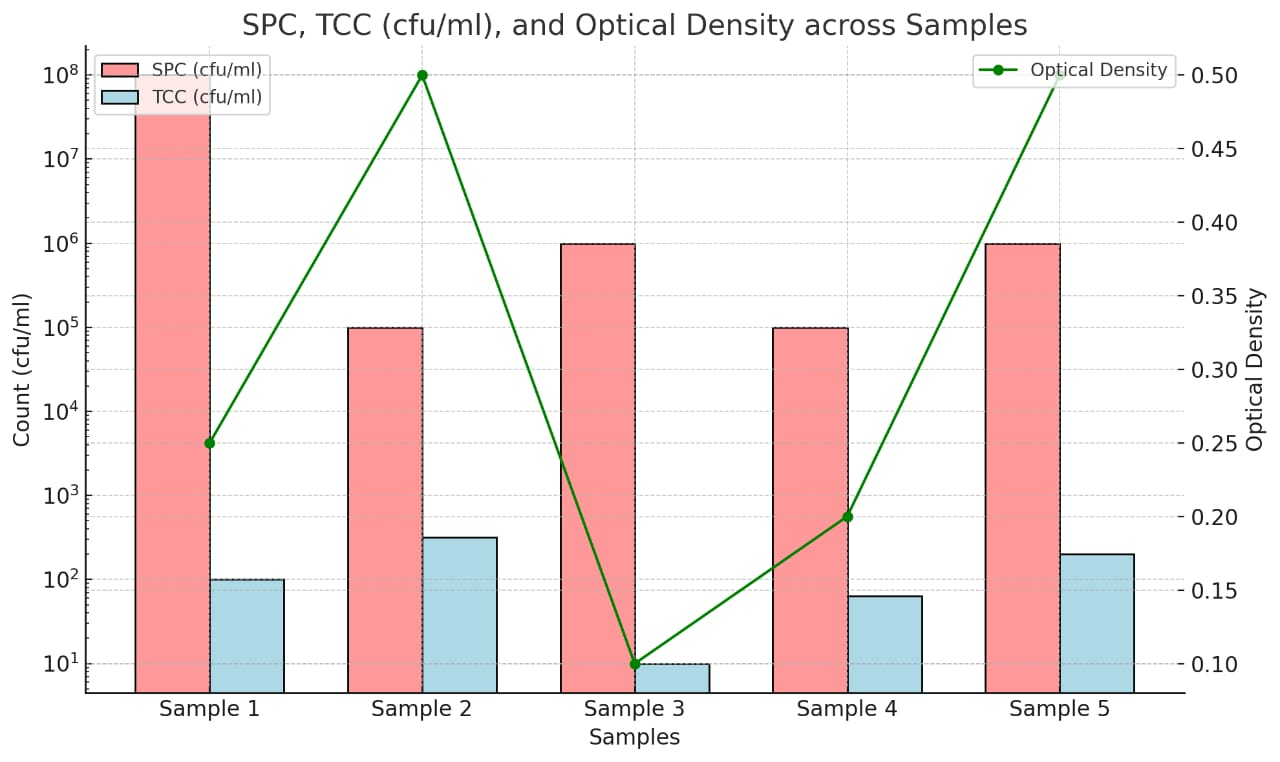 SPC, TCC (cfu/ml), and Optical Density across Samples
SPC (cfu/ml)
TCC (cfu/ml)
Optical Density
Count (cfu/ml)
10⁸
10⁷
10⁶
10⁵
10⁴
10³
10²
10¹
0.50
0.45
0.40
0.35
0.30
0.25
0.20
0.15
0.10
Optical Density
Sample 1 Sample 2 Sample 3 Sample 4 Sample 5
Samples